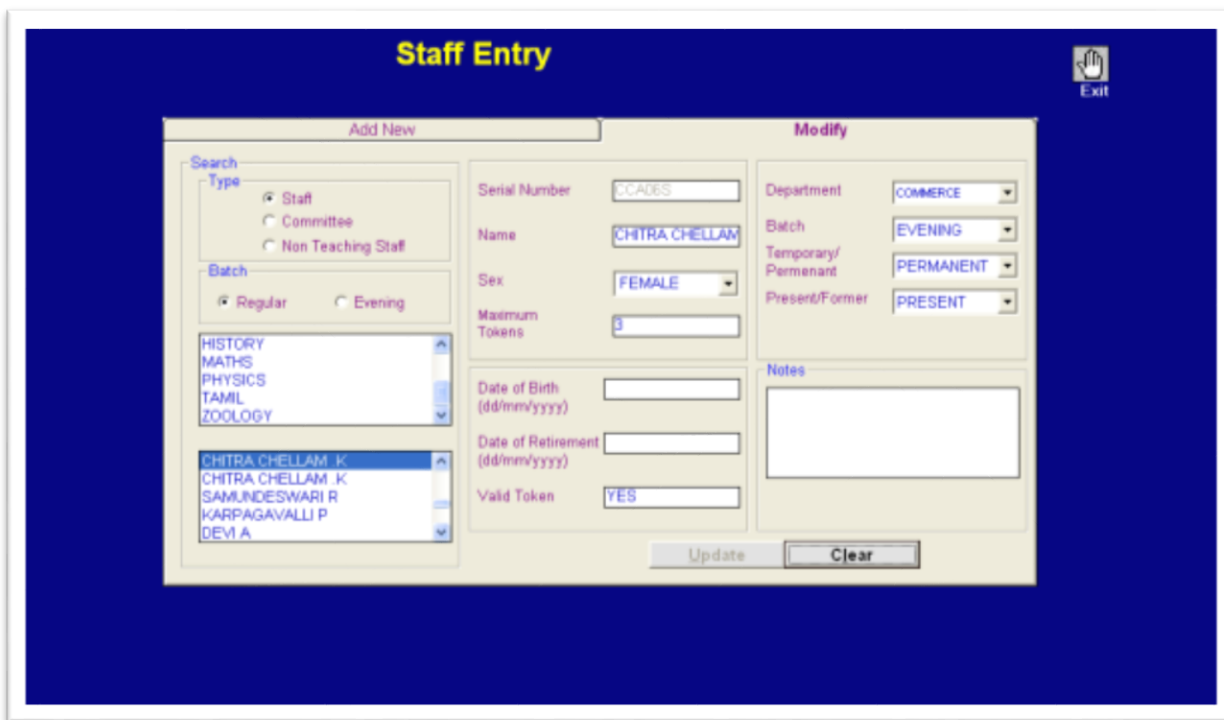 Staff Entry
Exit
Add New
Modify
Search
Type
Staff
Committee
Non Teaching Staff
Batch
Regular
Evening
HISTORY
MATHS
PHYSICS
TAMIL
ZOOLOGY
CHITRA CHELLAM .K
CHITRA CHELLAM .K
SAMUNDESWARI R
KARPAGAVALLI P
DEVI A
Serial Number
CCA06S
Name
CHITRA CHELLAM
Sex
FEMALE
Maximum
Tokens
3
Date of Birth
(dd/mm/yyyy)
Date of Retirement
(dd/mm/yyyy)
Valid Token
YES
Department
COMMERCE
Batch
EVENING
Temporary/
Permenant
PERMANENT
Present/Former
PRESENT
Notes
Update
Clear